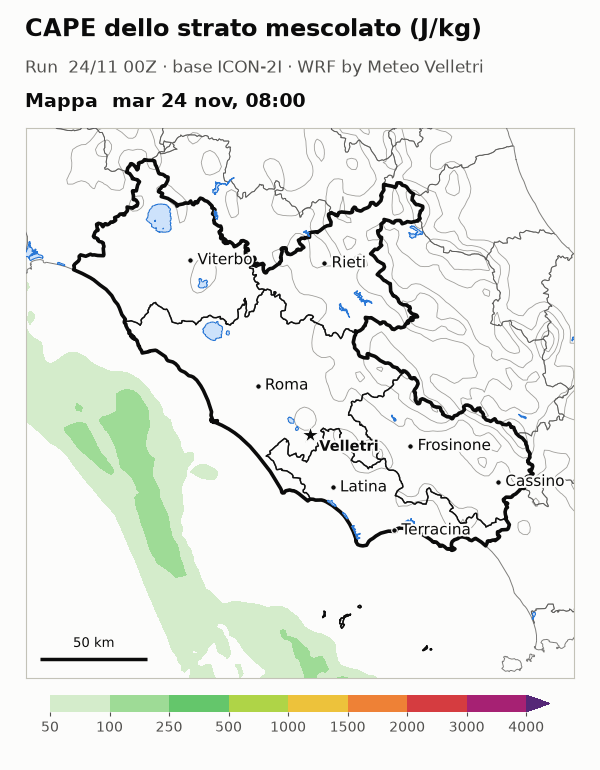 CAPE dello strato mescolato (J/kg)
Run  24/11 00Z · base ICON-2I · WRF by Meteo Velletri
Mappa  mar 24 nov, 08:00
Viterbo
Rieti
Roma
Velletri
Frosinone
Latina
Cassino
Terracina
50 km
50 100 250 500 1000 1500 2000 3000 4000